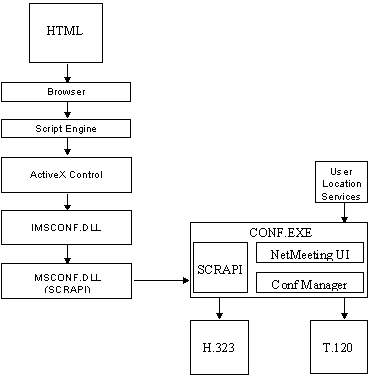 HTML
Browser
Script Engine
ActiveX Control
User
Location
Services
IMSCONF.DLL
CONF.EXE
NetMeeting UI
SCRAPI
MSCONF.DLL
(SCRAPI)
Conf Manager
H.323
T.120